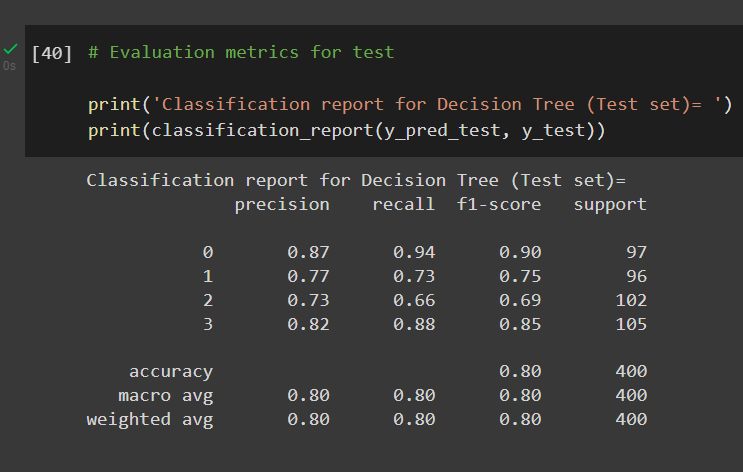 [40] # Evaluation metrics for test
0s
print('Classification report for Decision Tree (Test set)= ')
print(classification_report(y_pred_test, y_test))
Classification report for Decision Tree (Test set)=
precision recall f1-score support
0 0.87 0.94 0.90 97
1 0.77 0.73 0.75 96
2 0.73 0.66 0.69 102
3 0.82 0.88 0.85 105
accuracy 0.80 400
macro avg 0.80 0.80 0.80 400
weighted avg 0.80 0.80 0.80 400